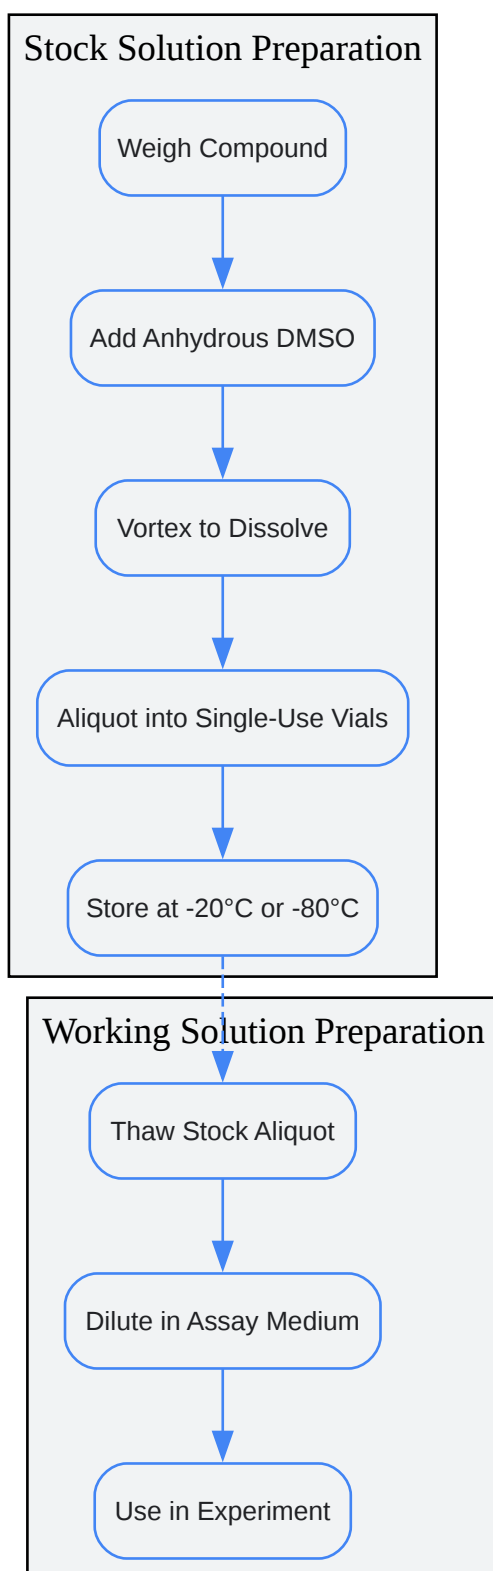 Stock Solution Preparation
Weigh Compound
Add Anhydrous DMSO
Vortex to Dissolve
Aliquot into Single-Use Vials
Store at -20°C or -80°C
Working Solution Preparation
Thaw Stock Aliquot
Dilute in Assay Medium
Use in Experiment